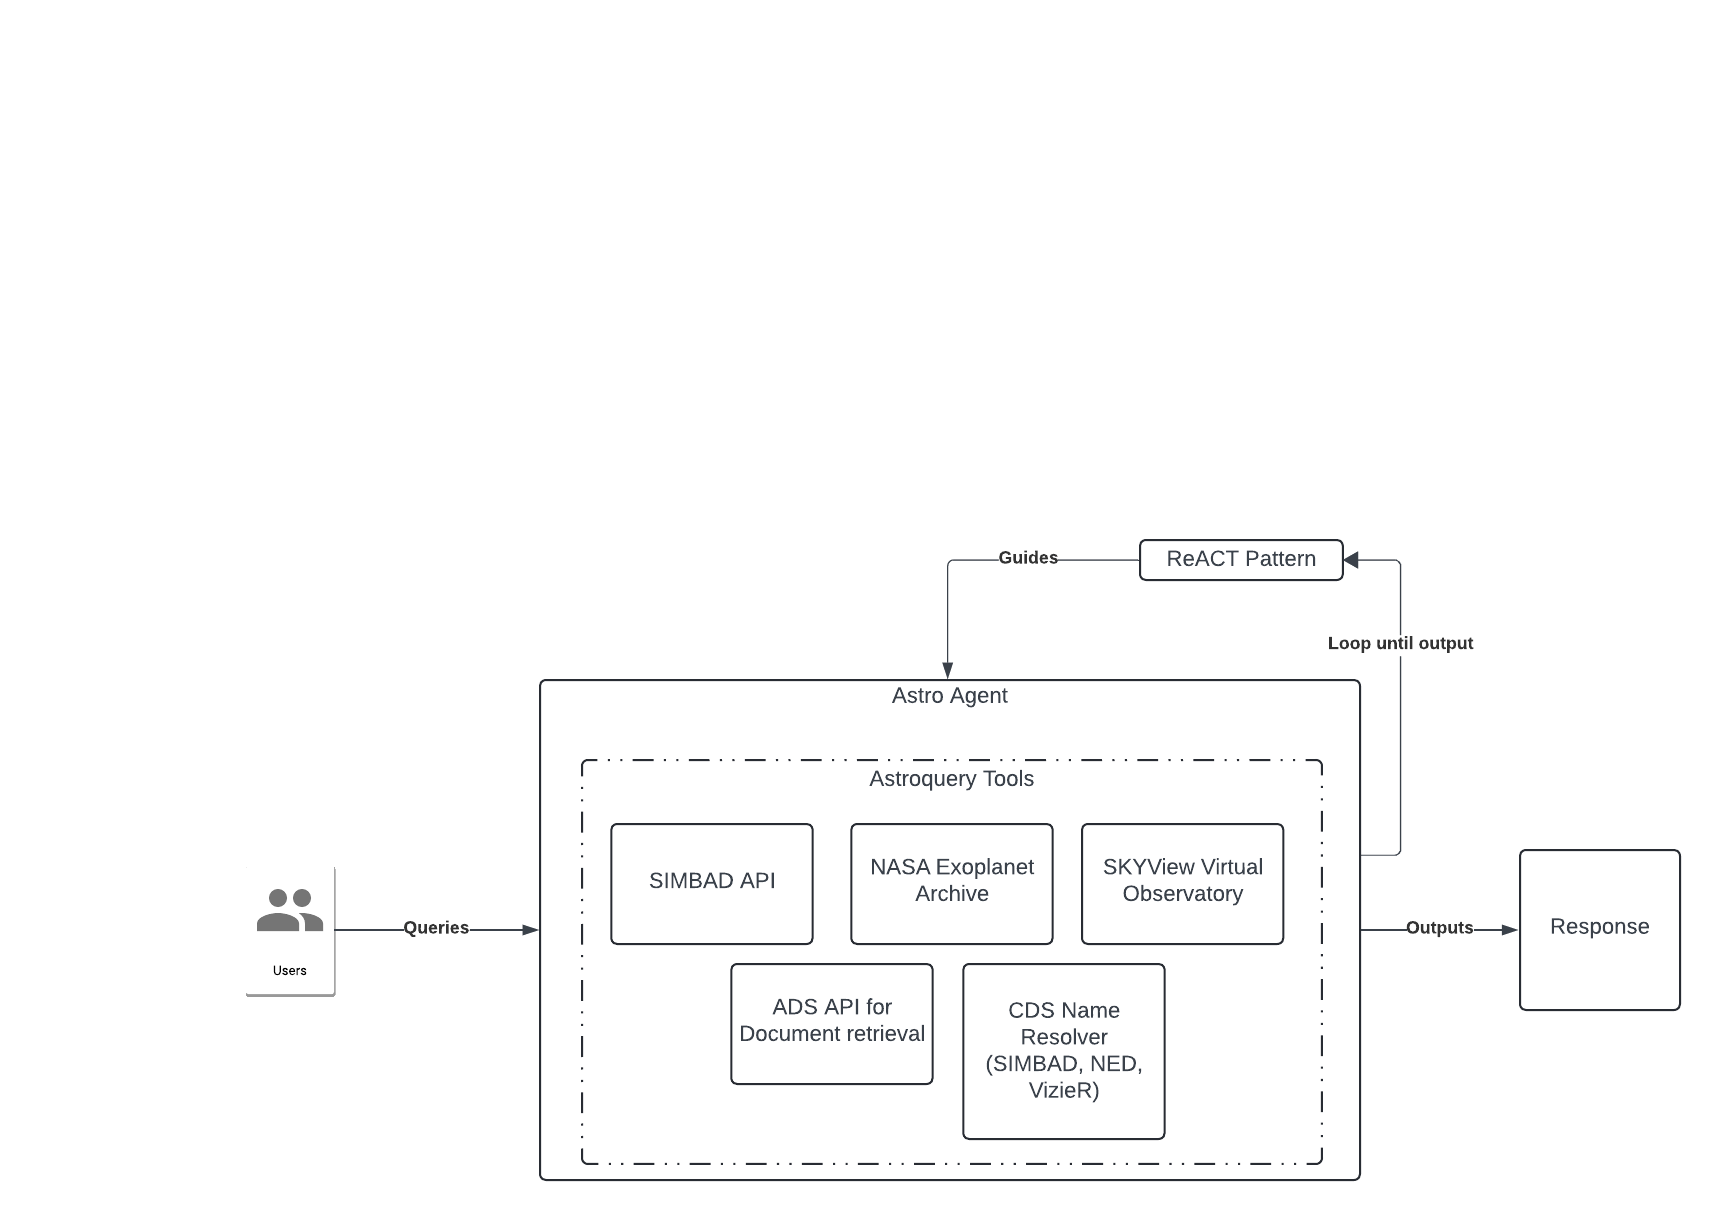 Guides
ReACT Pattern
Loop until output
Astro Agent
Astroquery Tools
SIMBAD API
NASA Exoplanet
Archive
SKYView Virtual
Observatory
ADS API for
Document retrieval
CDS Name
Resolver
(SIMBAD, NED,
VizieR)
Users
Queries
Outputs
Response